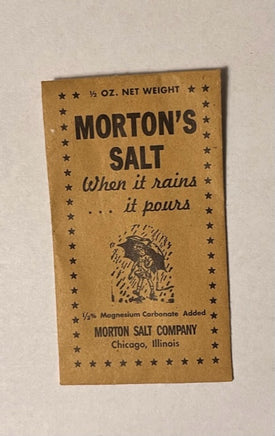 ½ OZ. NET WEIGHT
MORTON'S
SALT
When it rains
... it pours
½% Magnesium Carbonate Added
MORTON SALT COMPANY
Chicago, Illinois